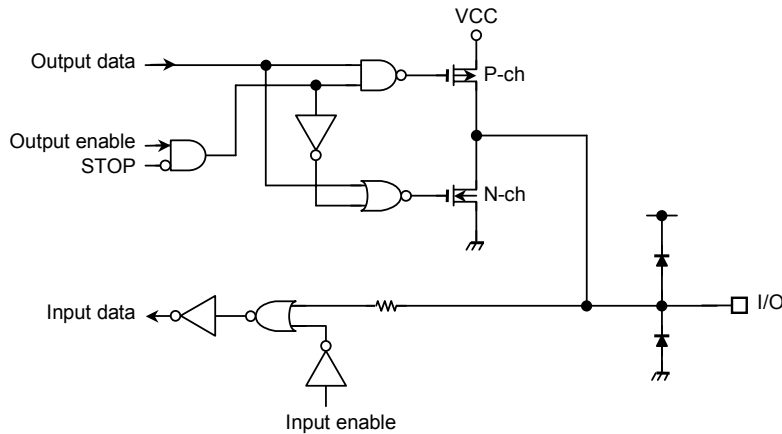 VCC
Output data
P-ch
Output enable
STOP
N-ch
Input data
I/O
Input enable